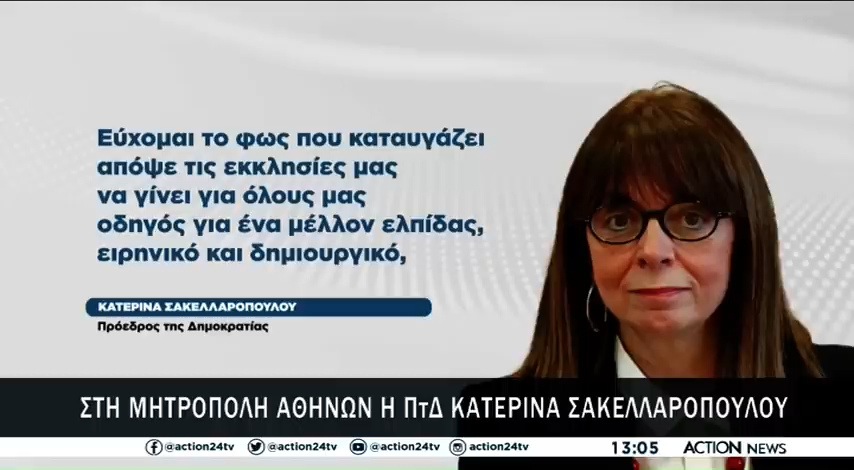 Εύχομαι το φως που καταυγάζει
απόψε τις εκκλησίες μας
να γίνει για όλους μας
οδηγός για ένα μέλλον ελπίδας,
ειρηνικό και δημιουργικό,
ΚΑΤΕΡΙΝΑ ΣΑΚΕΛΛΑΡΟΠΟΥΛΟΥ
Πρόεδρος της Δημοκρατίας
ΣΤΗ ΜΗΤΡΟΠΟΛΗ ΑΘΗΝΩΝ Η ΠτΔ ΚΑΤΕΡΙΝΑ ΣΑΚΕΛΛΑΡΟΠΟΥΛΟΥ
@action24tv @action24tv @action24tv action24tv 13:05 ACTION NEWS